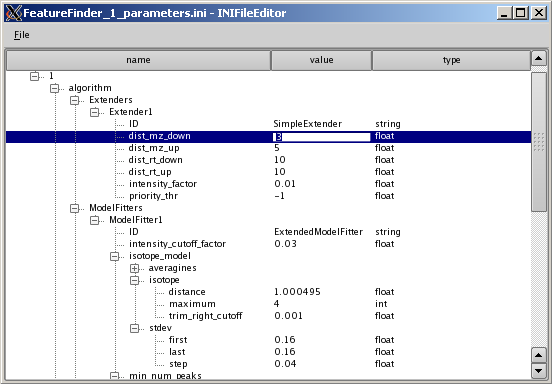 FeatureFinder_1_parameters.ini - INIFileEditor
File
name value type
1
algorithm
Extenders
Extender1
ID SimpleExtender string
dist_mz_down 3 float
dist_mz_up 5 float
dist_rt_down 10 float
dist_rt_up 10 float
intensity_factor 0.01 float
priority_thr -1 float
ModelFitters
ModelFitter1
ID ExtendedModelFitter string
intensity_cutoff_factor 0.03 float
isotope_model
averagines
isotope
distance 1.000495 float
maximum 4 int
trim_right_cutoff 0.001 float
stdev
first 0.16 float
last 0.16 float
step 0.04 float
min_num_peaks